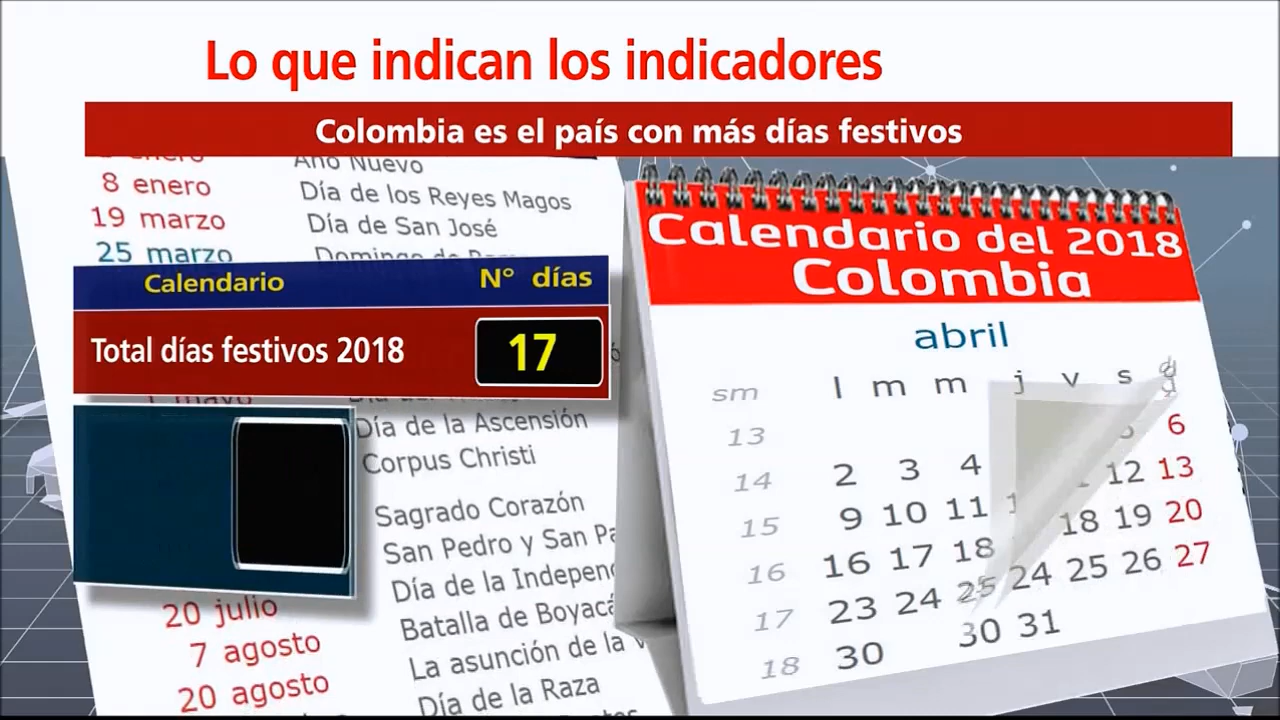 Lo que indican los indicadores
Colombia es el país con más días festivos
enero Año Nuevo
8 enero Día de los Reyes Magos
19 marzo Día de San José
25 marzo Domingo de
Calendario N° días
Total días festivos 2018 17
1 mayo
Día de la Ascensión
Corpus Christi
Sagrado Corazón
San Pedro y San
Día de la
20 julio Batalla de Boyacá
7 agosto La asunción de la
20 agosto Día de la Raza
Calendario del 2018
Colombia
abril
sm l m m j v s d
13 6
14 2 3 4 12 13
15 9 10 11 18 19 20
16 16 17 18 24 25 26 27
17 23 24 25 30 31
18 30